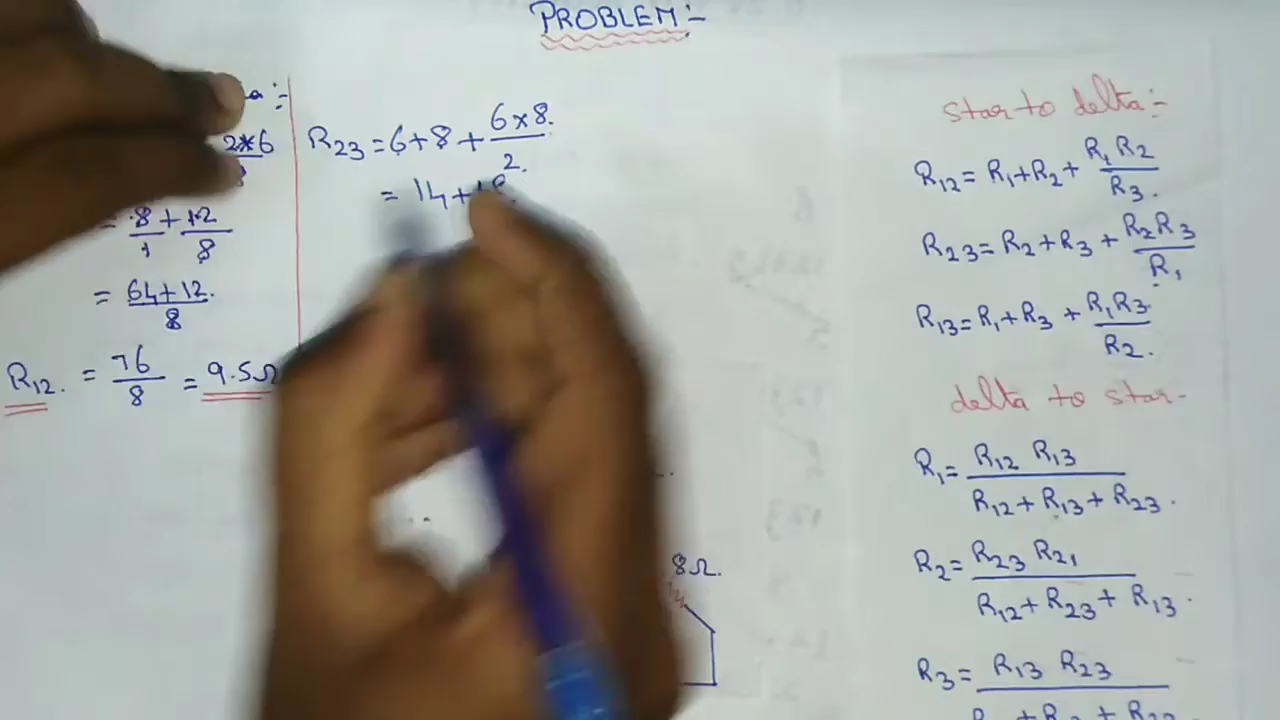 PROBLEM:-
2*6
= 8/1 + 12/8
= 64+12./8
R12. = 76/8 = 9.5Ω
R23 = 6+8+ 6×8./2.
= 14+
8Ω.
star to delta:-
R12= R1+R2+ R1R2/R3.
R23= R2+R3+ R2R3/R1
R13= R1+R3 + R1R3/R2.
delta to star-
R1= R12 R13/R12+R13+R23.
R2= R23 R21/R12+R23+R13.
R3= R13 R23